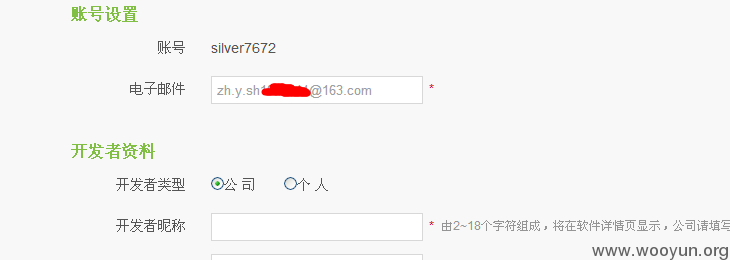 账号设置
账号 silver7672
电子邮件 zh.y.sh @163.com *
开发者资料
开发者类型 公 司 个 人
开发者昵称 * 由2~18个字符组成，将在软件详情页显示，公司请填写
www.wooyun.org